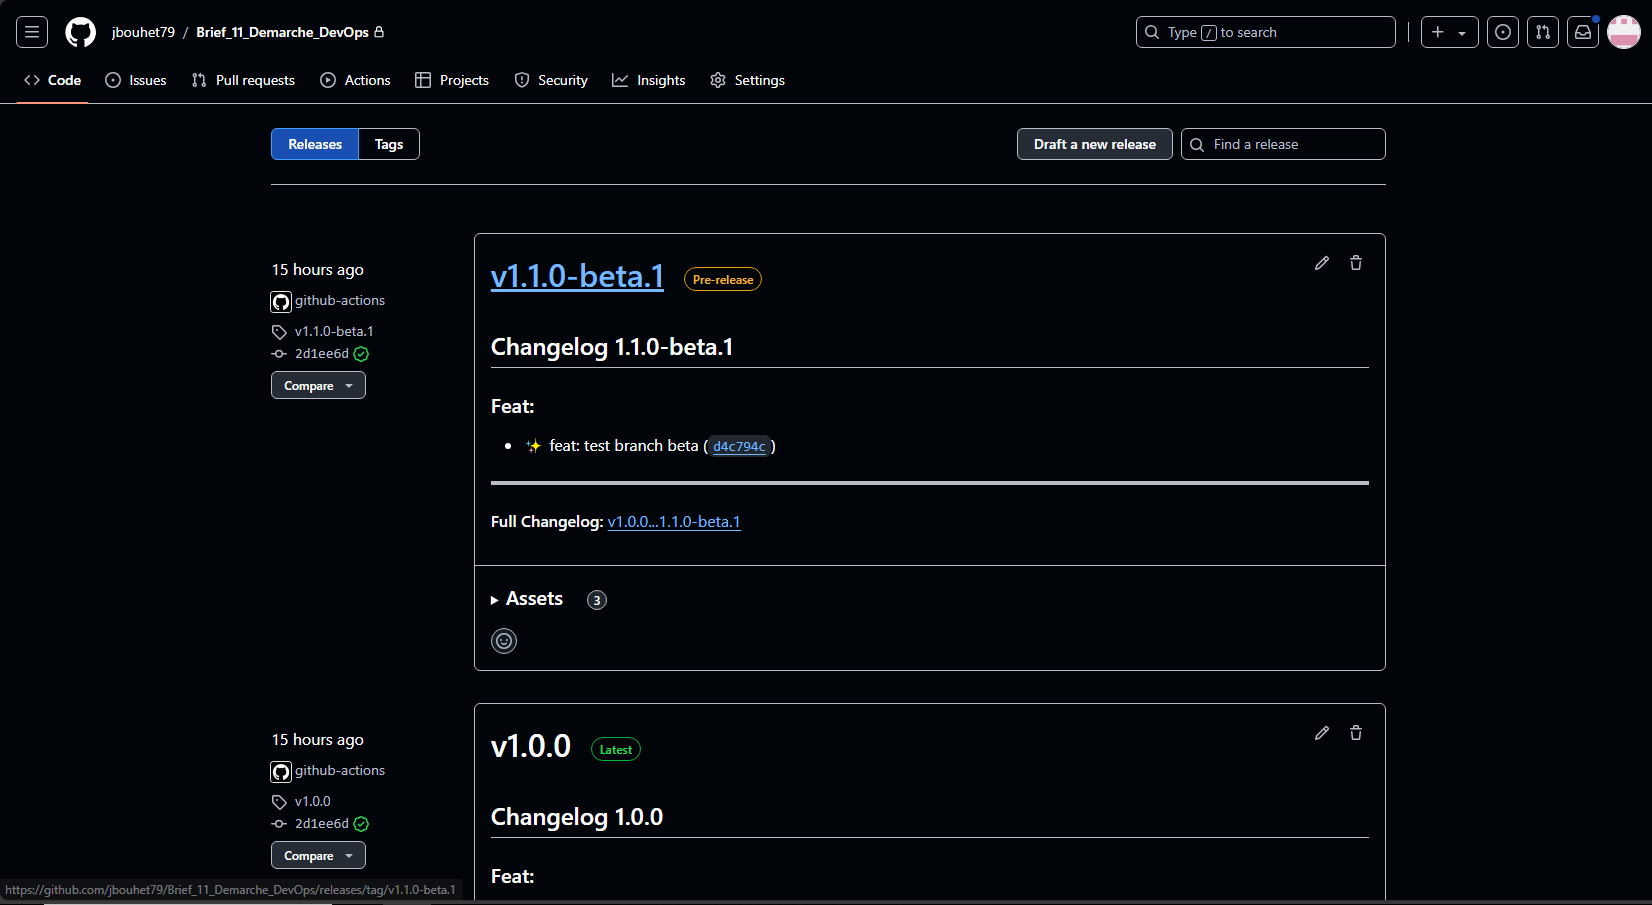 jbouhet79 / Brief_11_Demarche_DevOps
Type / to search
Code Issues Pull requests Actions Projects Security Insights Settings
Releases Tags
Draft a new release
Find a release
15 hours ago
github-actions
v1.1.0-beta.1
2d1ee6d
Compare
v1.1.0-beta.1 Pre-release
Changelog 1.1.0-beta.1
Feat:
• ✨ feat: test branch beta (d4c794c)
Full Changelog: v1.0.0...1.1.0-beta.1
Assets 3
15 hours ago
github-actions
v1.0.0
2d1ee6d
Compare
v1.0.0 Latest
Changelog 1.0.0
Feat:
https://github.com/jbouhet79/Brief_11_Demarche_DevOps/releases/tag/v1.1.0-beta.1